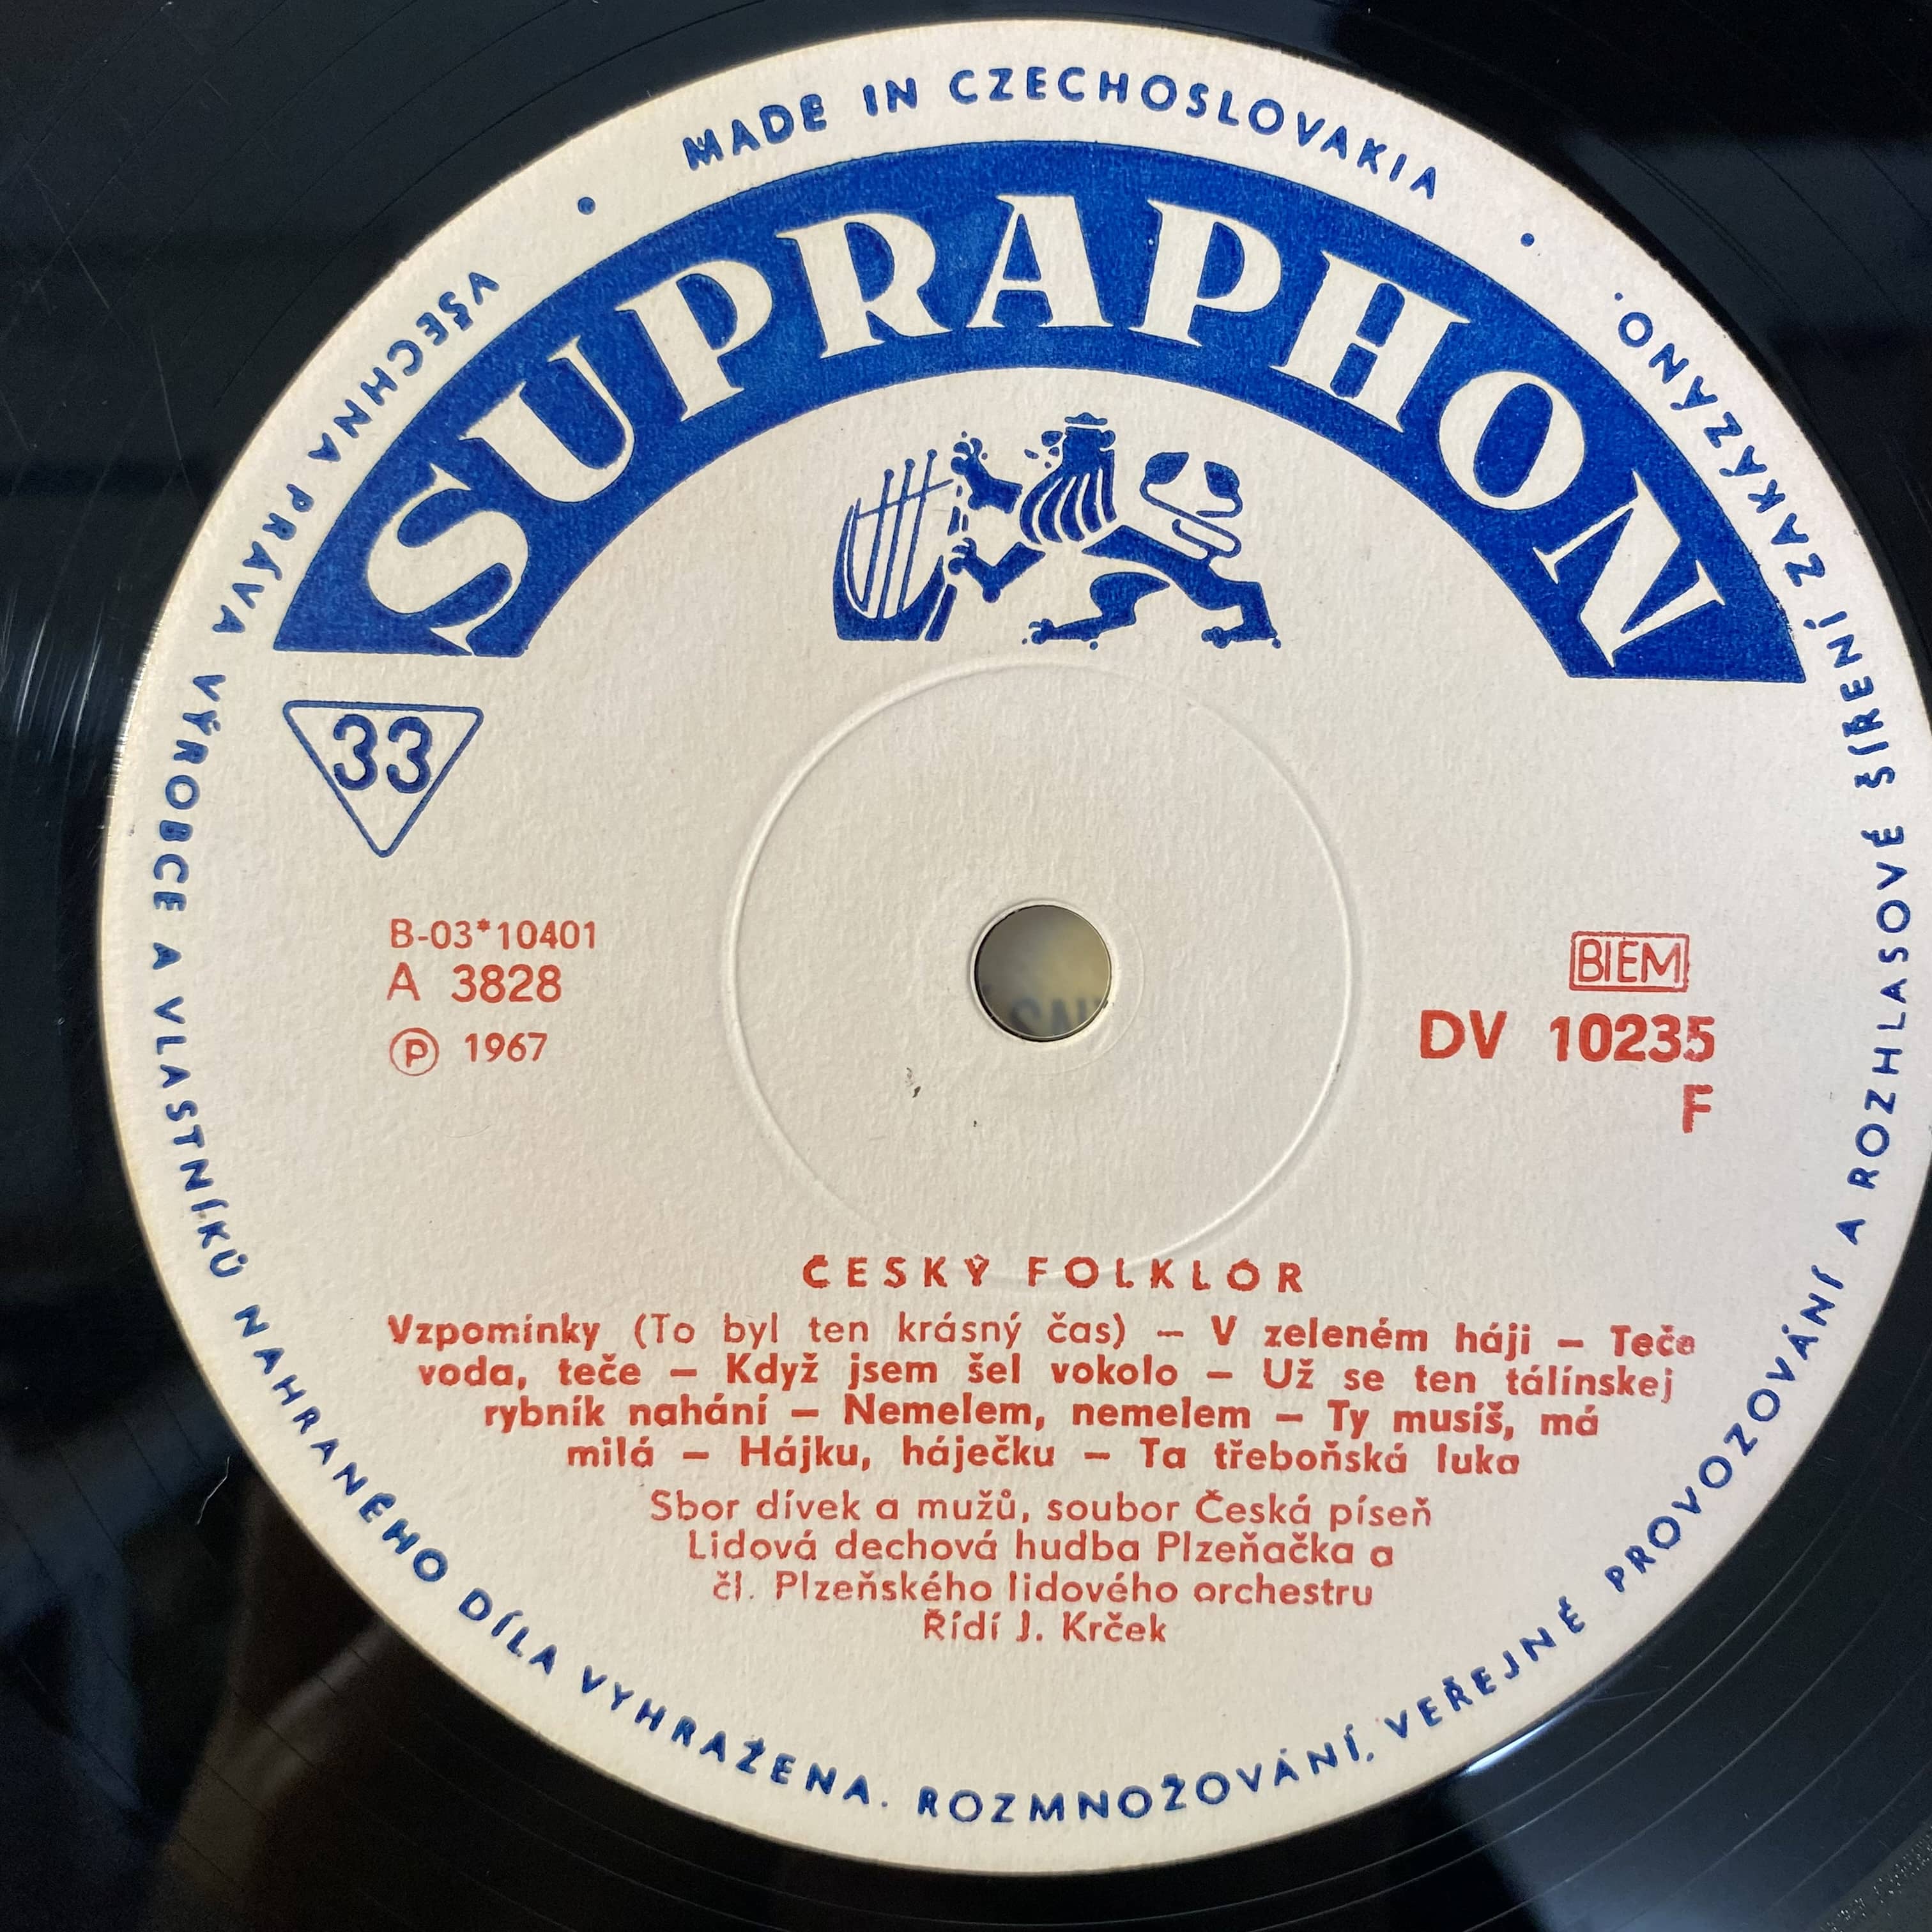 MADE IN CZECHOSLOVAKIA
SUPRAPHON
33
B-03*10401
A 3828
Ⓟ 1967
BIEM
DV 10235
F
ČESKÝ FOLKLÓR
Vzpomínky (To byl ten krásný čas) – V zeleném háji – Teče
voda, teče – Když jsem šel vokolo – Už se ten tálínskej
rybník nahání – Nemelem, nemelem – Ty musíš, má
milá – Hájku, háječku – Ta třeboňská luka
Sbor dívek a mužů, soubor Česká píseň
Lidová dechová hudba Plzeňačka a
čl. Plzeňského lidového orchestru
Řídí J. Krček
VŠECHNA PRÁVA VÝROBCE A VLASTNÍKŮ NAHRANÉHO DÍLA VYHRAŽENA. ROZMNOŽOVÁNÍ, VEŘEJNÉ PROVOZOVÁNÍ A ROZHLASOVÉ ŠÍŘENÍ ZAKÁZÁNO.